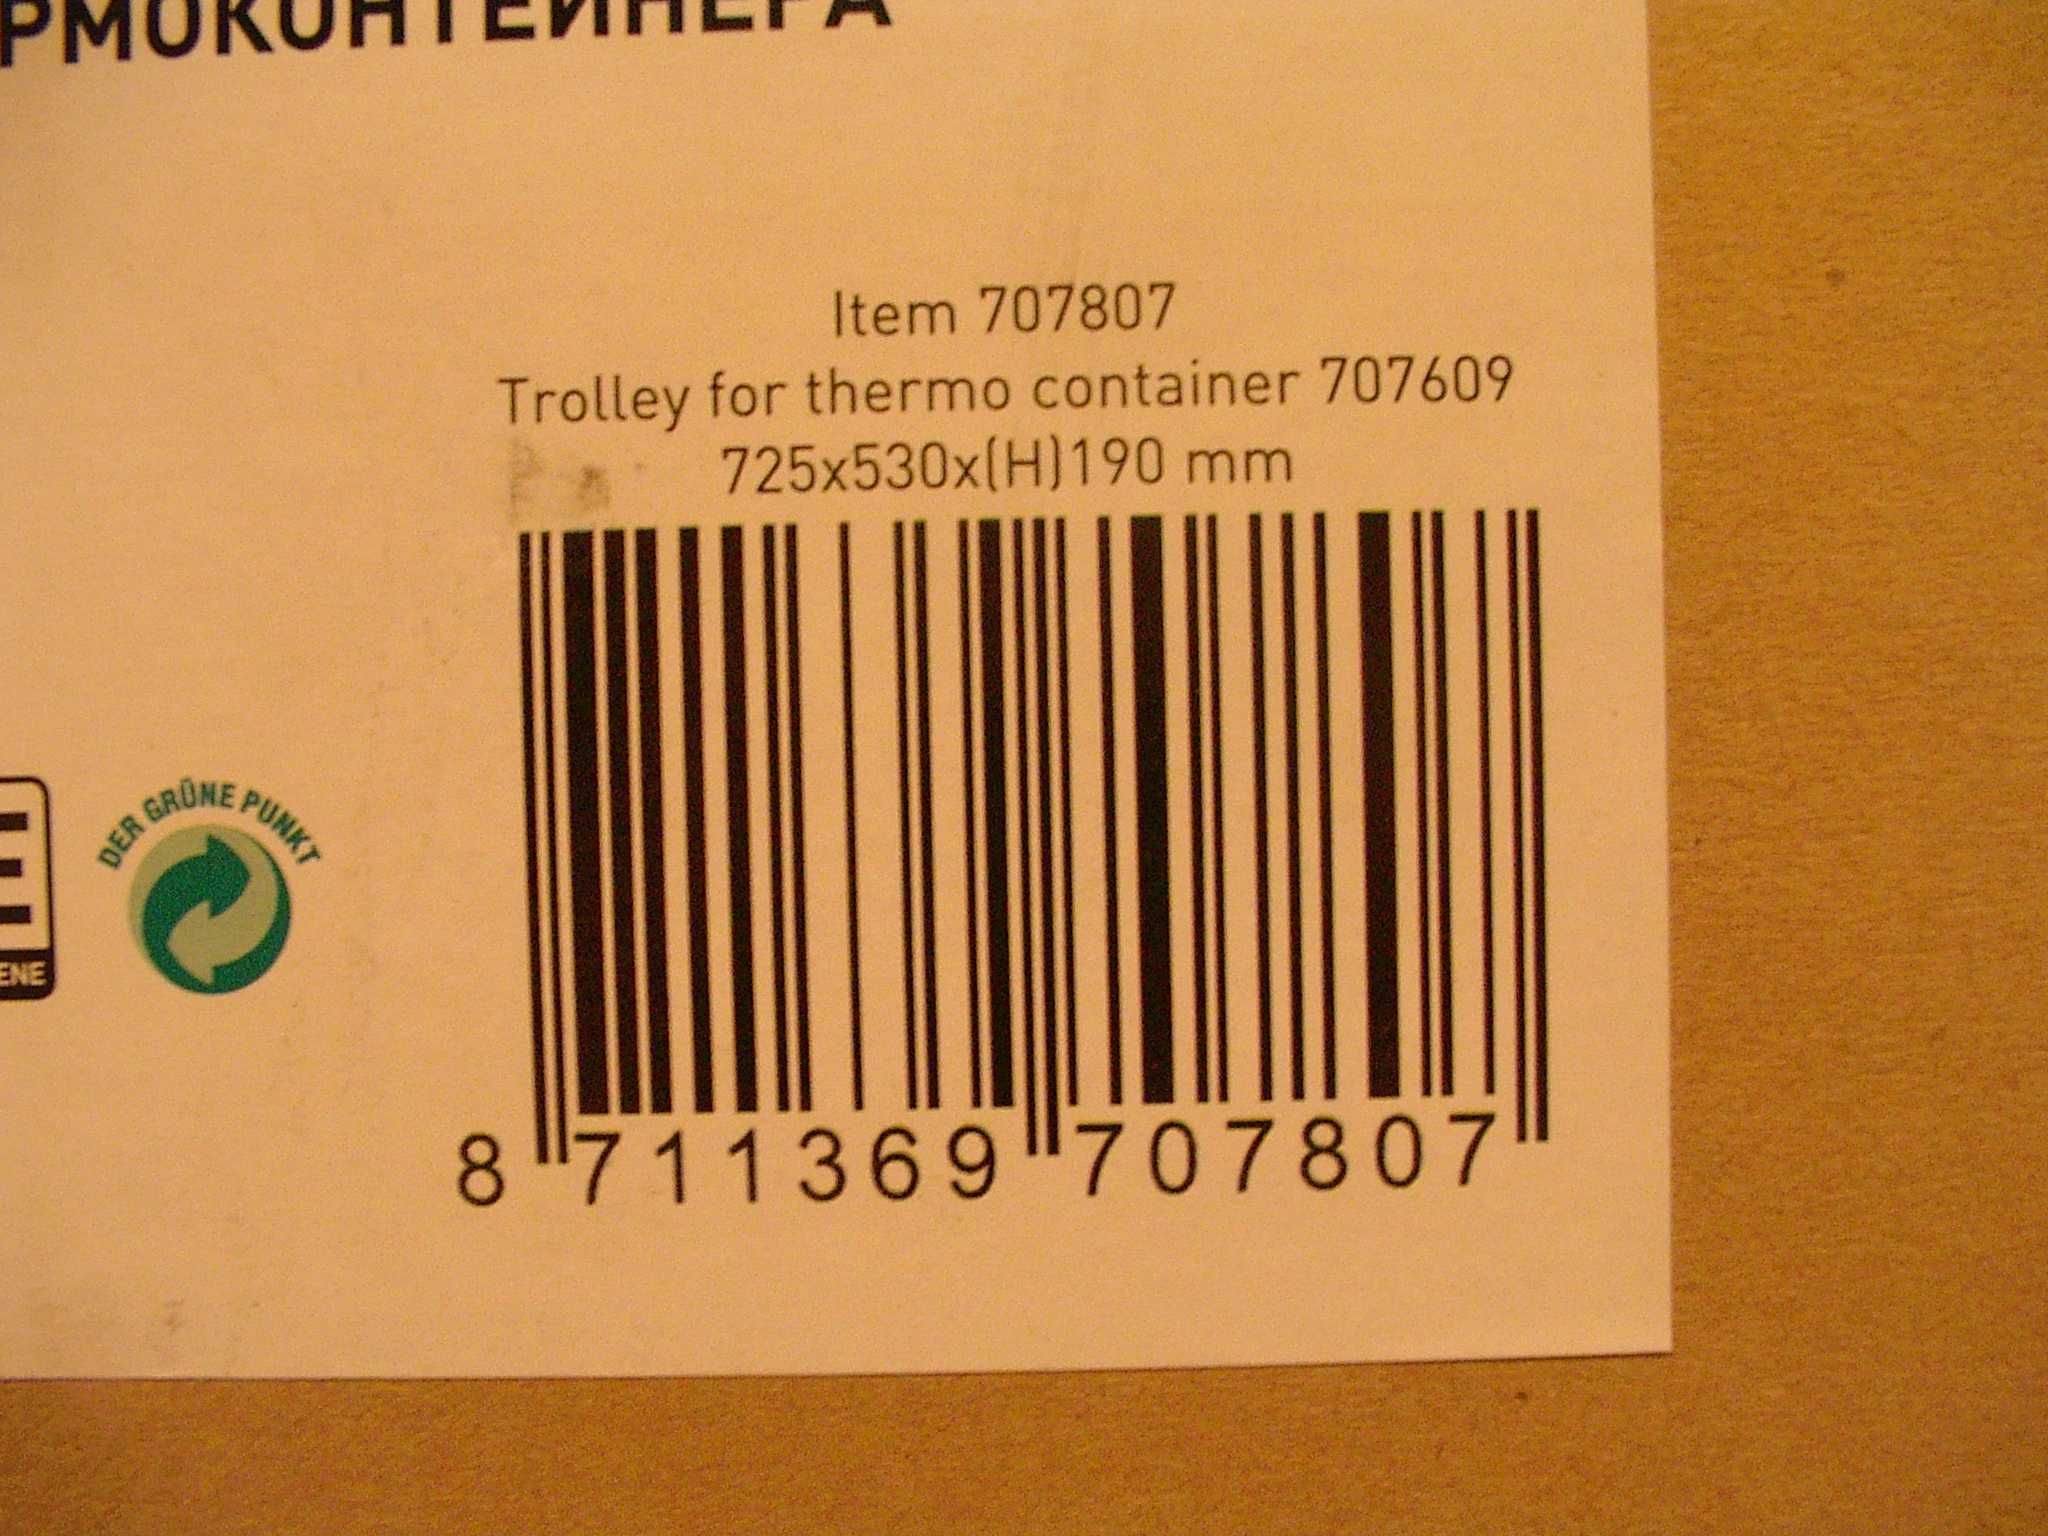 РМОКОНТЕЙНЕРА
Item 707807
Trolley for thermo container 707609
725x530x(H)190 mm
DER GRÜNE PUNKT
E
ENE
8 711369 707807